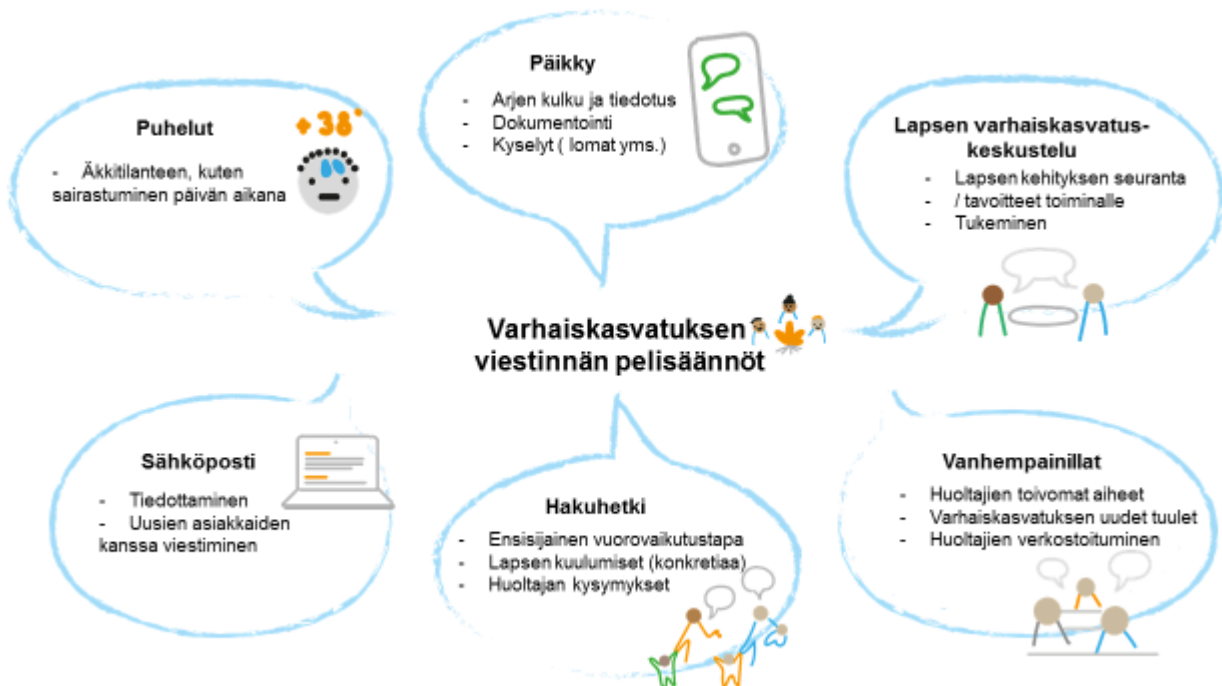 Päikky
- Arjen kulku ja tiedotus
- Dokumentointi
- Kyselyt ( lomat yms.)
Puhelut
+ 38°
- Äkkitilanteen, kuten
sairastuminen päivän aikana
Lapsen varhaiskasvatus-
keskustelu
- Lapsen kehityksen seuranta
- / tavoitteet toiminalle
- Tukeminen
Varhaiskasvatuksen
viestinnän pelisäännöt
Sähköposti
- Tiedottaminen
- Uusien asiakkaiden
kanssa viestiminen
Hakuhetki
- Ensisijainen vuorovaikutustapa
- Lapsen kuulumiset (konkretiaa)
- Huoltajan kysymykset
Vanhempainillat
- Huoltajien toivomat aiheet
- Varhaiskasvatuksen uudet tuulet
- Huoltajien verkostoituminen